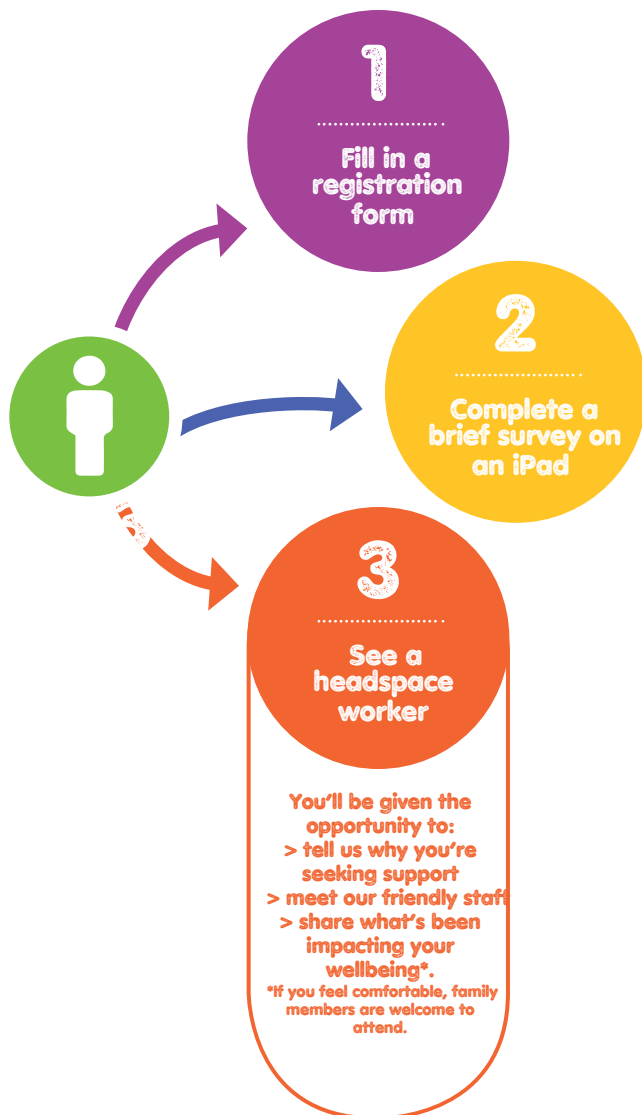 1
Fill in a
registration
form
2
Complete a
brief survey on
an iPad
3
See a
headspace
worker
You'll be given the
opportunity to:
> tell us why you're
seeking support
> meet our friendly staff
> share what's been
impacting your
wellbeing*.
*If you feel comfortable, family
members are welcome to
attend.